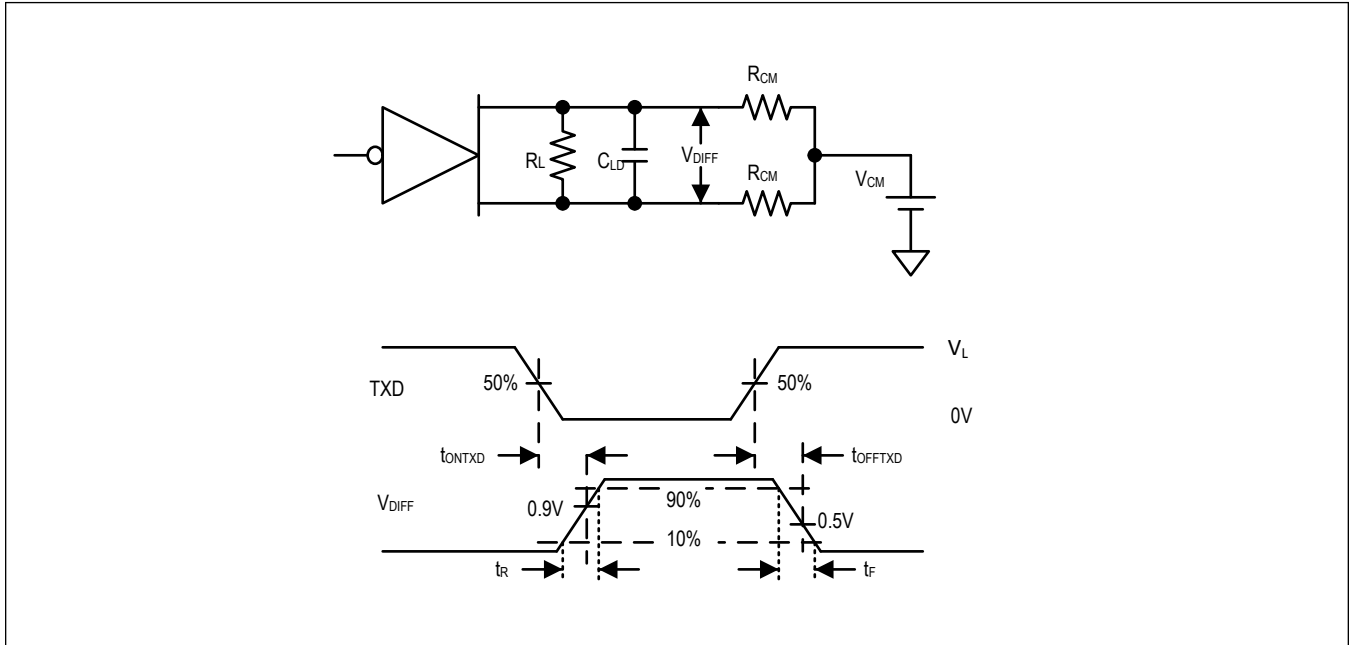 RCM
RL
CLD
VDIFF
RCM
VCM
VL
50%
50%
TXD
0V
tONTXD
tOFFTXD
VDIFF
90%
0.9V
0.5V
10%
tR
tF